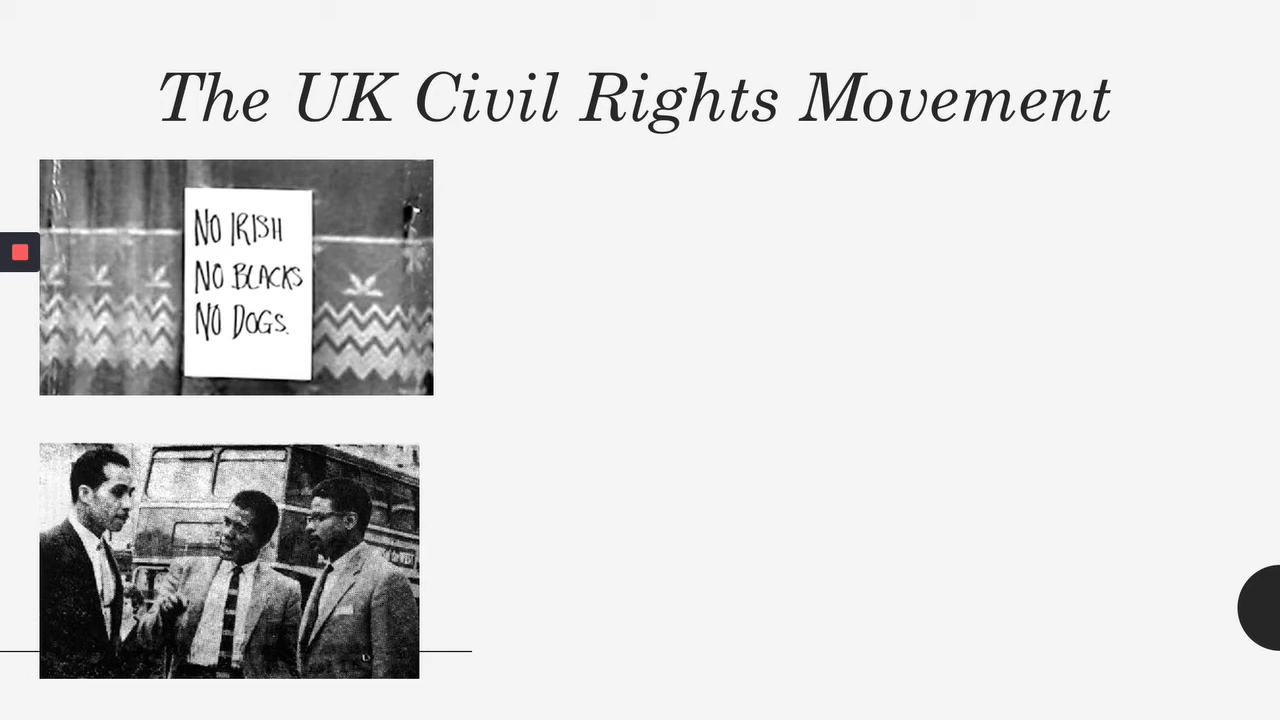 The UK Civil Rights Movement
NO IRISH
NO BLACKS
NO DOGS.